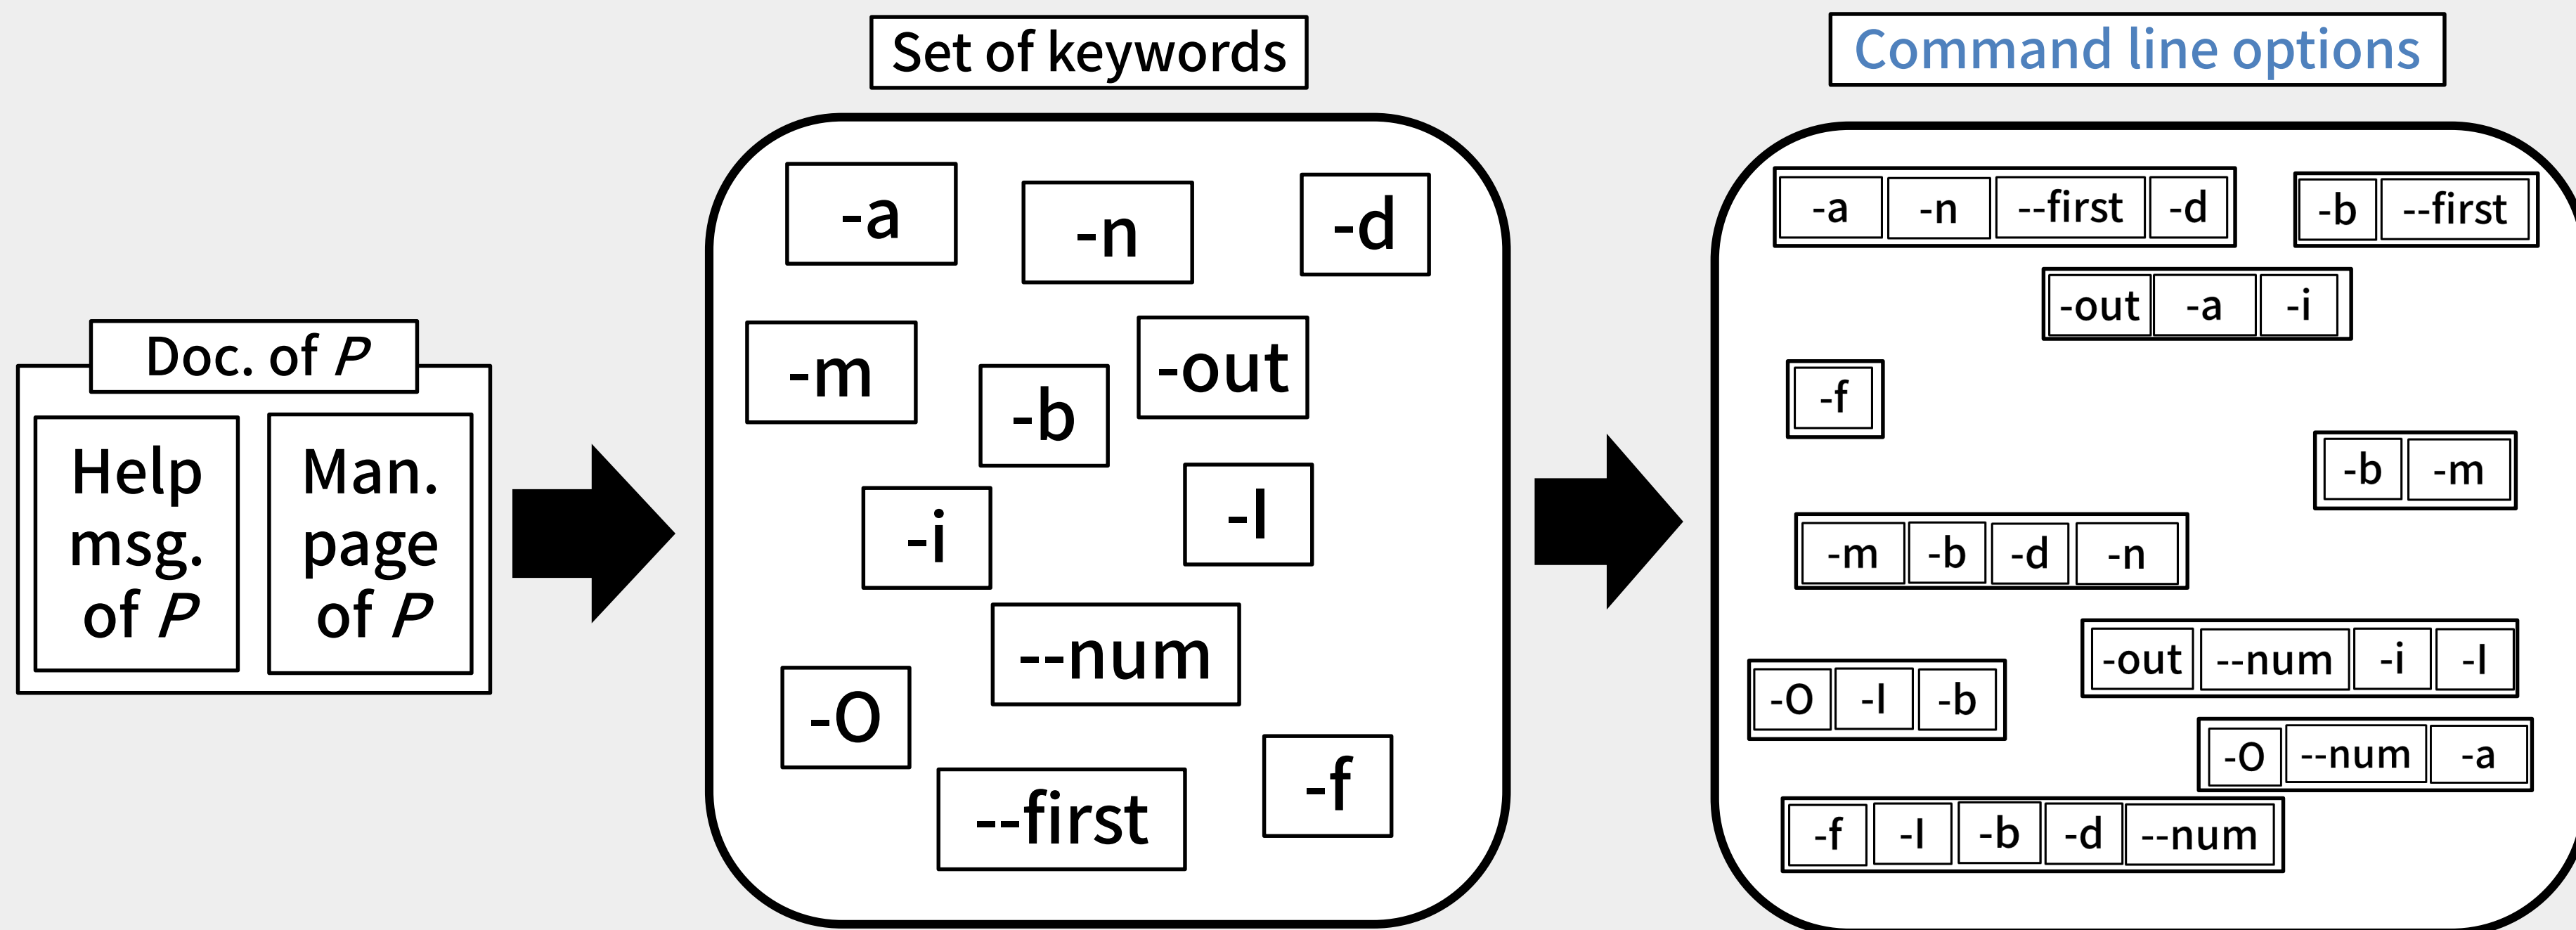 Set of keywords
Command line options
Doc. of P
Help
msg.
of P
Man.
page
of P
-a
-n
-d
-m
-b
-out
-i
-I
--num
-O
--first
-f
-a -n --first -d
-b --first
-out -a -i
-f
-b -m
-m -b -d -n
-out --num -i -I
-O -I -b
-O --num -a
-f -I -b -d --num